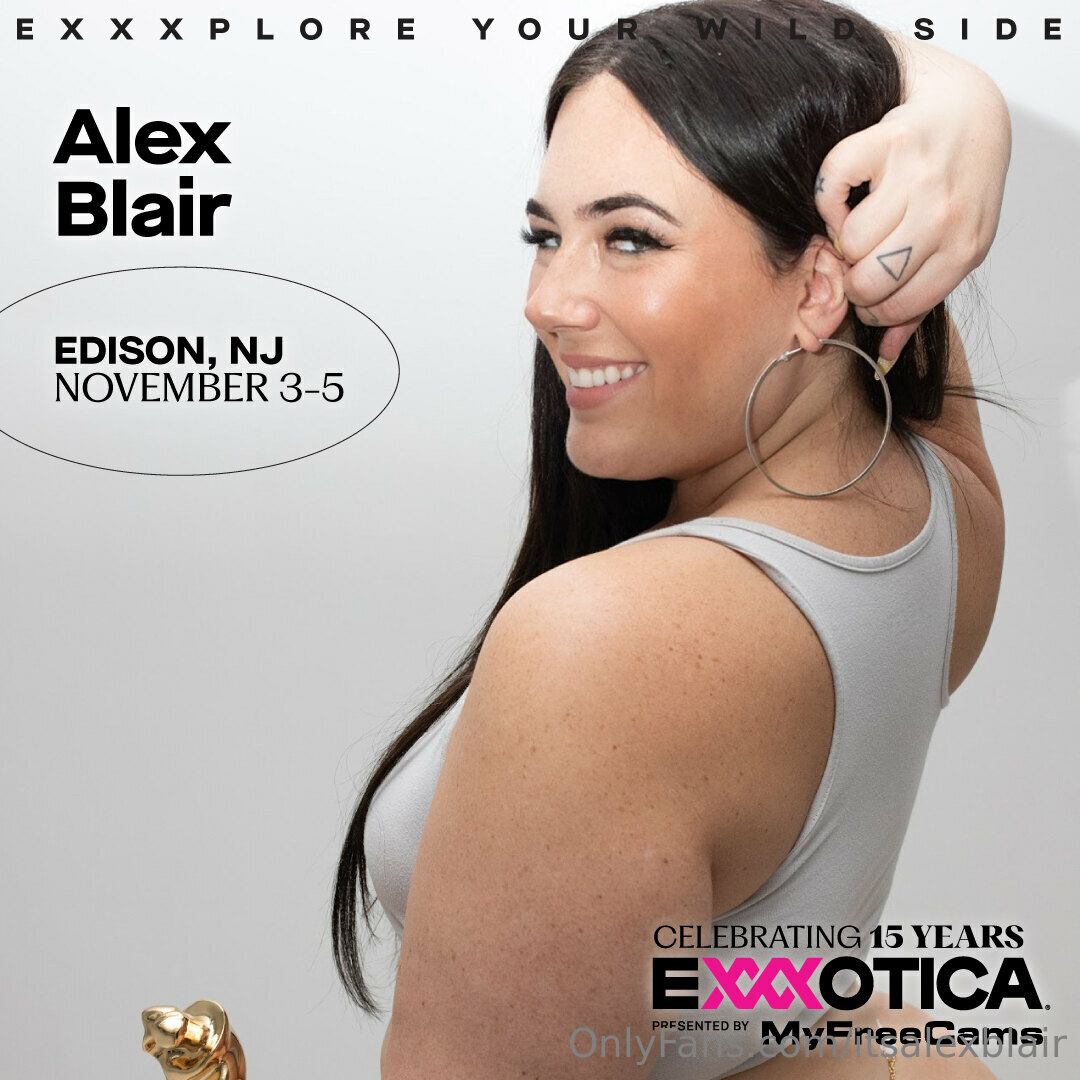 EXXXPLORE YOUR WILD SIDE
Alex
Blair
EDISON, NJ
NOVEMBER 3-5
CELEBRATING 15 YEARS
EXXXOTICA.
PRESENTED BY MyFreeCams
OnlyFans.com/itsalexblair